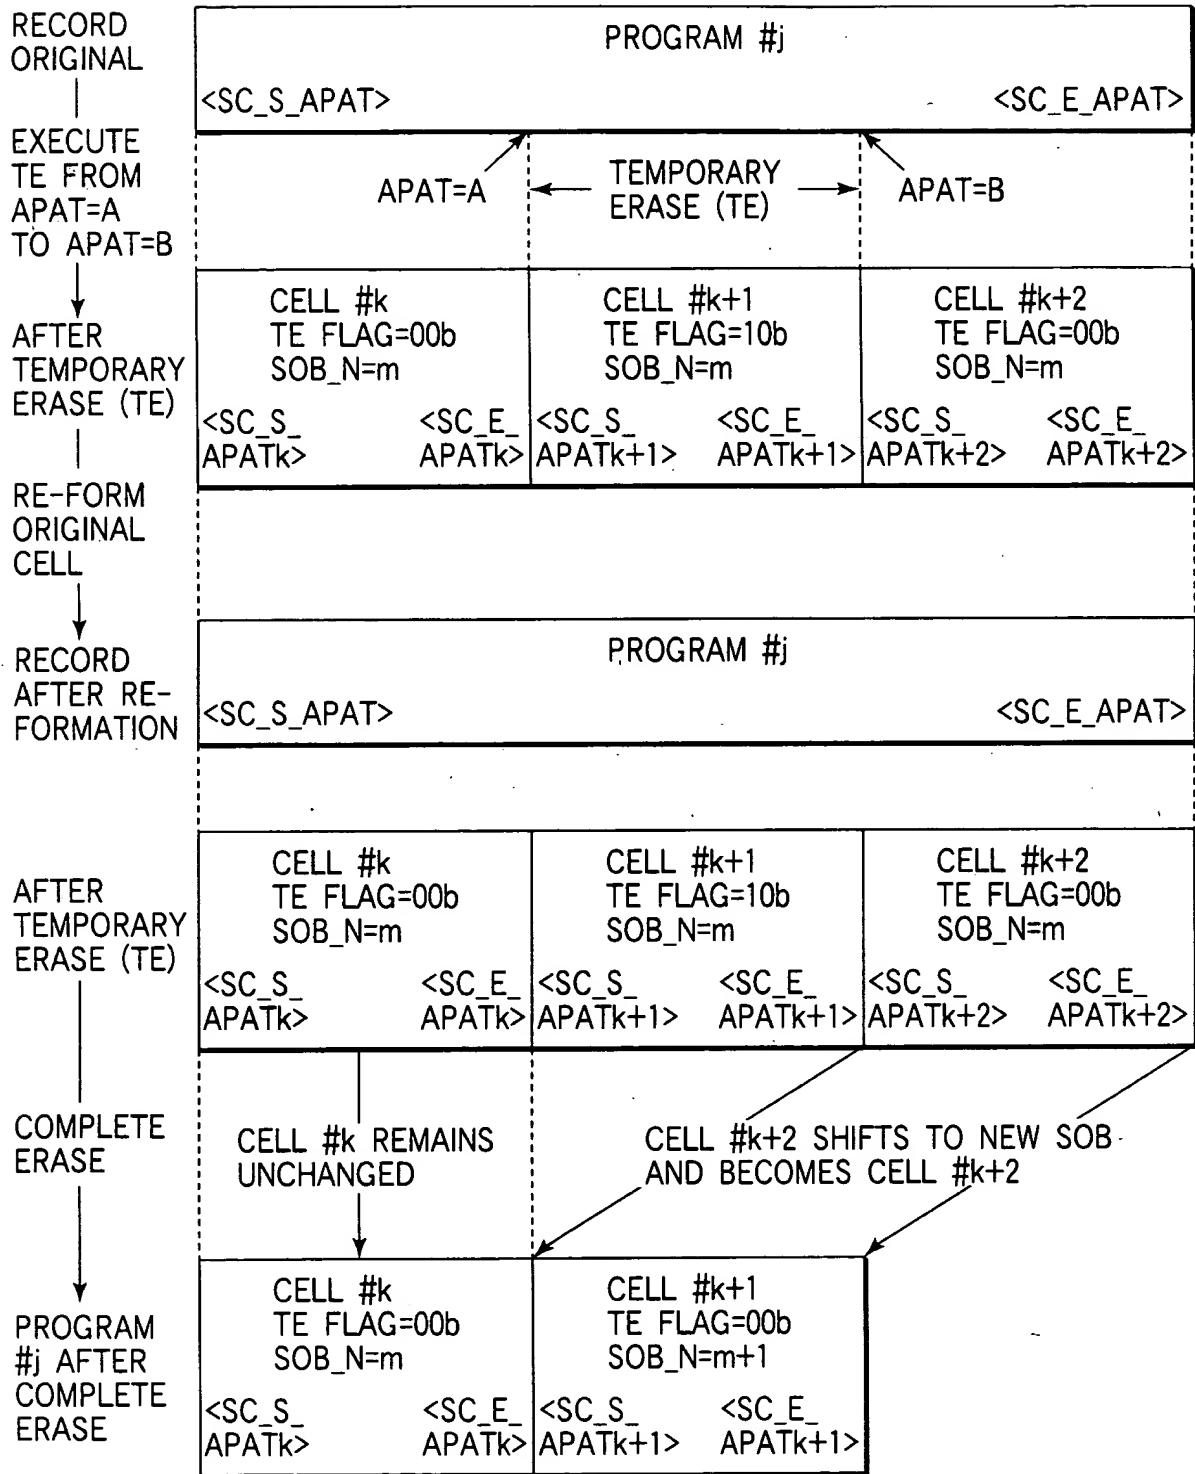 RECORD
ORIGINAL
PROGRAM #j
<SC_S_APAT>
<SC_E_APAT>
EXECUTE
TE FROM
APAT=A
TO APAT=B
APAT=A
TEMPORARY
ERASE (TE)
APAT=B
AFTER
TEMPORARY
ERASE (TE)
CELL #k
TE FLAG=00b
SOB_N=m
<SC_S_
APATk>
<SC_E_
APATk>
CELL #k+1
TE FLAG=10b
SOB_N=m
<SC_S_
APATk+1>
<SC_E_
APATk+1>
CELL #k+2
TE FLAG=00b
SOB_N=m
<SC_S_
APATk+2>
<SC_E_
APATk+2>
RE-FORM
ORIGINAL
CELL
RECORD
AFTER RE-
FORMATION
PROGRAM #j
<SC_S_APAT>
<SC_E_APAT>
AFTER
TEMPORARY
ERASE (TE)
CELL #k
TE FLAG=00b
SOB_N=m
<SC_S_
APATk>
<SC_E_
APATk>
CELL #k+1
TE FLAG=10b
SOB_N=m
<SC_S_
APATk+1>
<SC_E_
APATk+1>
CELL #k+2
TE FLAG=00b
SOB_N=m
<SC_S_
APATk+2>
<SC_E_
APATk+2>
COMPLETE
ERASE
CELL #k REMAINS
UNCHANGED
CELL #k+2 SHIFTS TO NEW SOB
AND BECOMES CELL #k+2
PROGRAM
#j AFTER
COMPLETE
ERASE
CELL #k
TE FLAG=00b
SOB_N=m
<SC_S_
APATk>
<SC_E_
APATk>
CELL #k+1
TE FLAG=00b
SOB_N=m+1
<SC_S_
APATk+1>
<SC_E_
APATk+1>